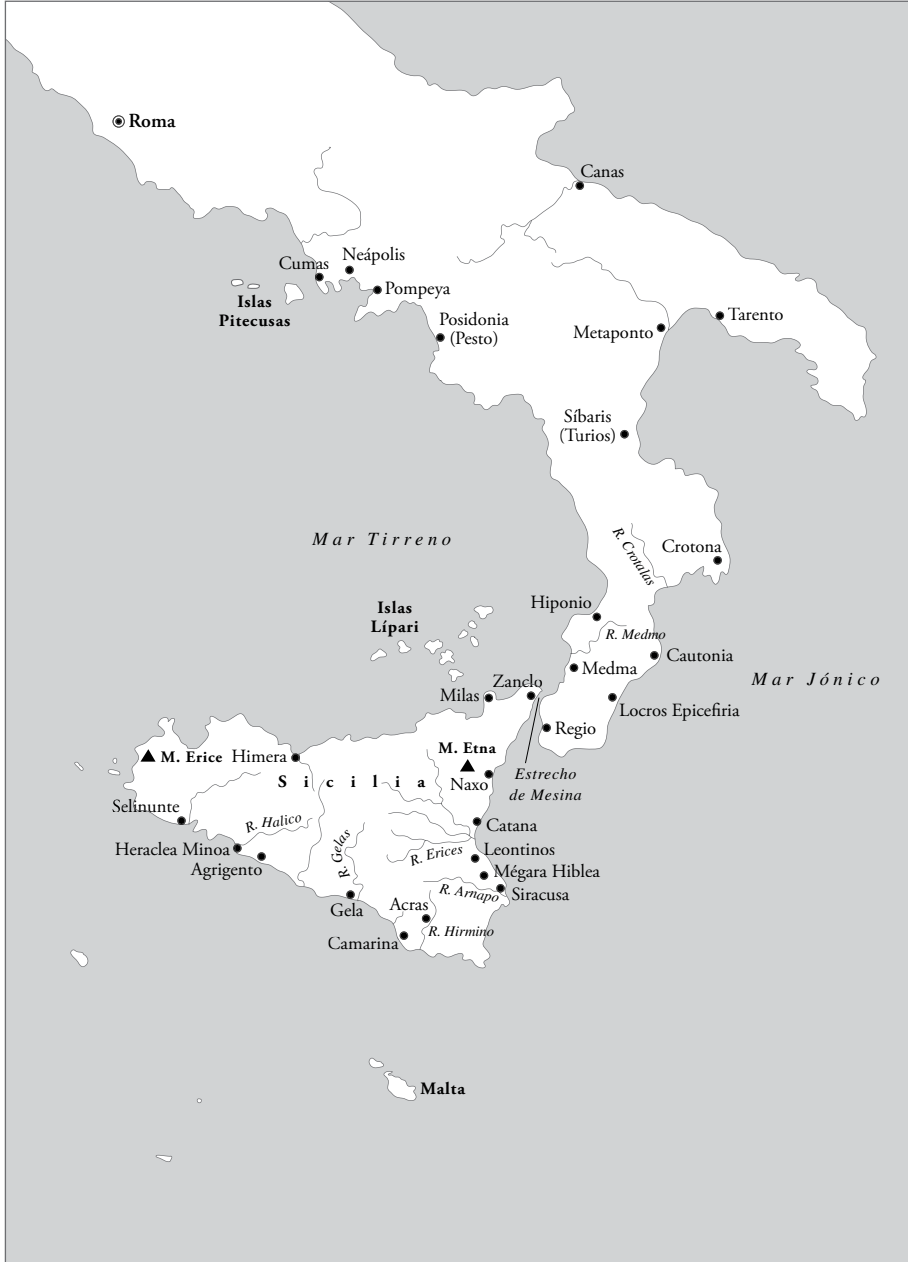 Roma
Canas
Neápolis
Cumas
Islas
Pitecusas
Pompeya
Posidonia
(Pesto)
Metaponto
Tarento
Síbaris
(Turios)
Mar Tirreno
R. Crotalas
Crotona
Islas
Lípari
Hiponio
R. Medmo
Medma
Cautonia
Mar Jónico
Zanclo
Milas
Locros Epicefiria
Regio
M. Erice
Himera
M. Etna
Sicilia
Naxo
Estrecho
de Mesina
Selinunte
R. Halico
Catana
Heraclea Minoa
Agrigento
R. Gelas
R. Erices
Leontinos
Mégara Hiblea
R. Arnapo
Siracusa
Gela
Acras
R. Hirmino
Camarina
Malta